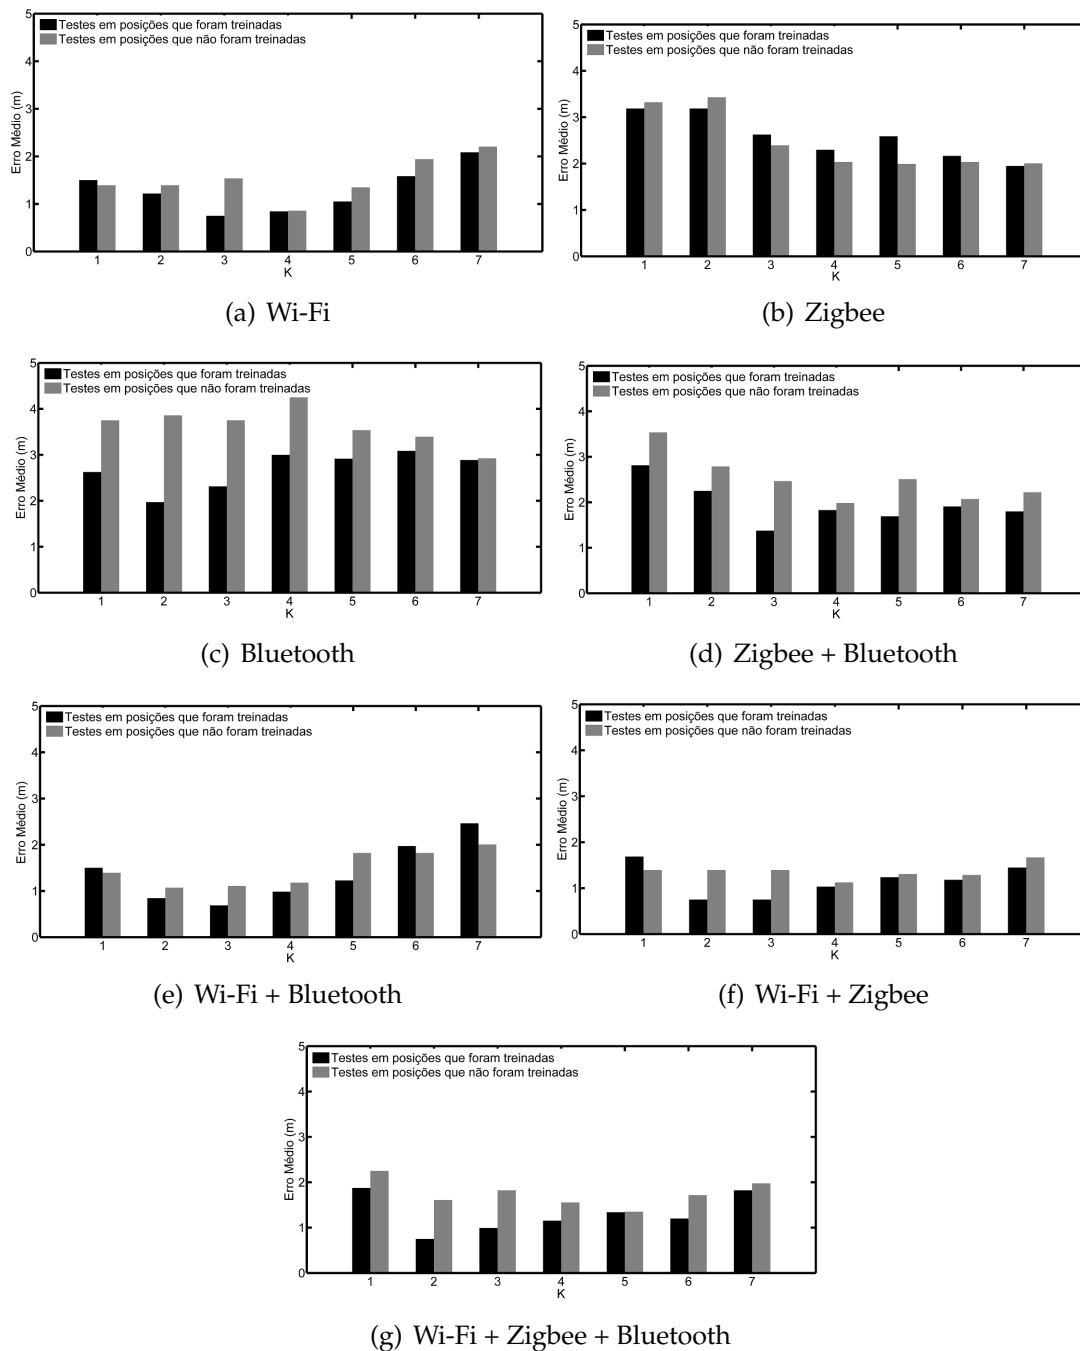 Testes em posições que foram treinadas
Testes em posições que não foram treinadas
Erro Médio (m)
5
4
3
2
1
0
1 2 3 4 5 6 7
K
(a) Wi-Fi
Testes em posições que foram treinadas
Testes em posições que não foram treinadas
Erro Médio (m)
5
4
3
2
1
0
1 2 3 4 5 6 7
K
(b) Zigbee
Testes em posições que foram treinadas
Testes em posições que não foram treinadas
Erro Médio (m)
5
4
3
2
1
0
1 2 3 4 5 6 7
K
(c) Bluetooth
Testes em posições que foram treinadas
Testes em posições que não foram treinadas
Erro Médio (m)
5
4
3
2
1
0
1 2 3 4 5 6 7
K
(d) Zigbee + Bluetooth
Testes em posições que foram treinadas
Testes em posições que não foram treinadas
Erro Médio (m)
5
4
3
2
1
0
1 2 3 4 5 6 7
K
(e) Wi-Fi + Bluetooth
Testes em posições que foram treinadas
Testes em posições que não foram treinadas
Erro Médio (m)
5
4
3
2
1
0
1 2 3 4 5 6 7
K
(f) Wi-Fi + Zigbee
Testes em posições que foram treinadas
Testes em posições que não foram treinadas
Erro Médio (m)
5
4
3
2
1
0
1 2 3 4 5 6 7
K
(g) Wi-Fi + Zigbee + Bluetooth